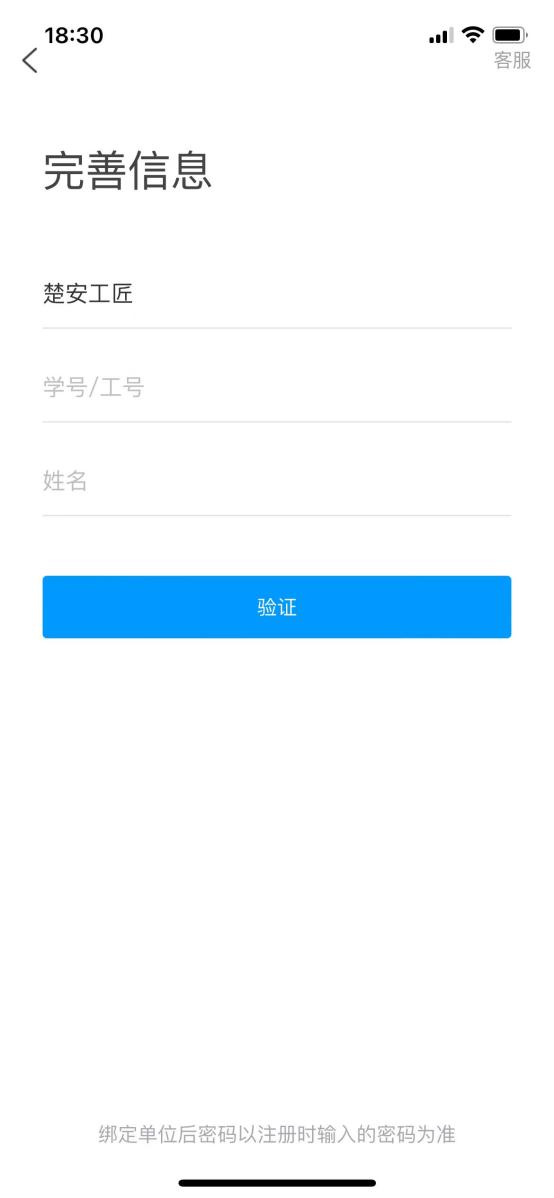 18:30
客服
完善信息
楚安工匠
学号/工号
姓名
验证
绑定单位后密码以注册时输入的密码为准